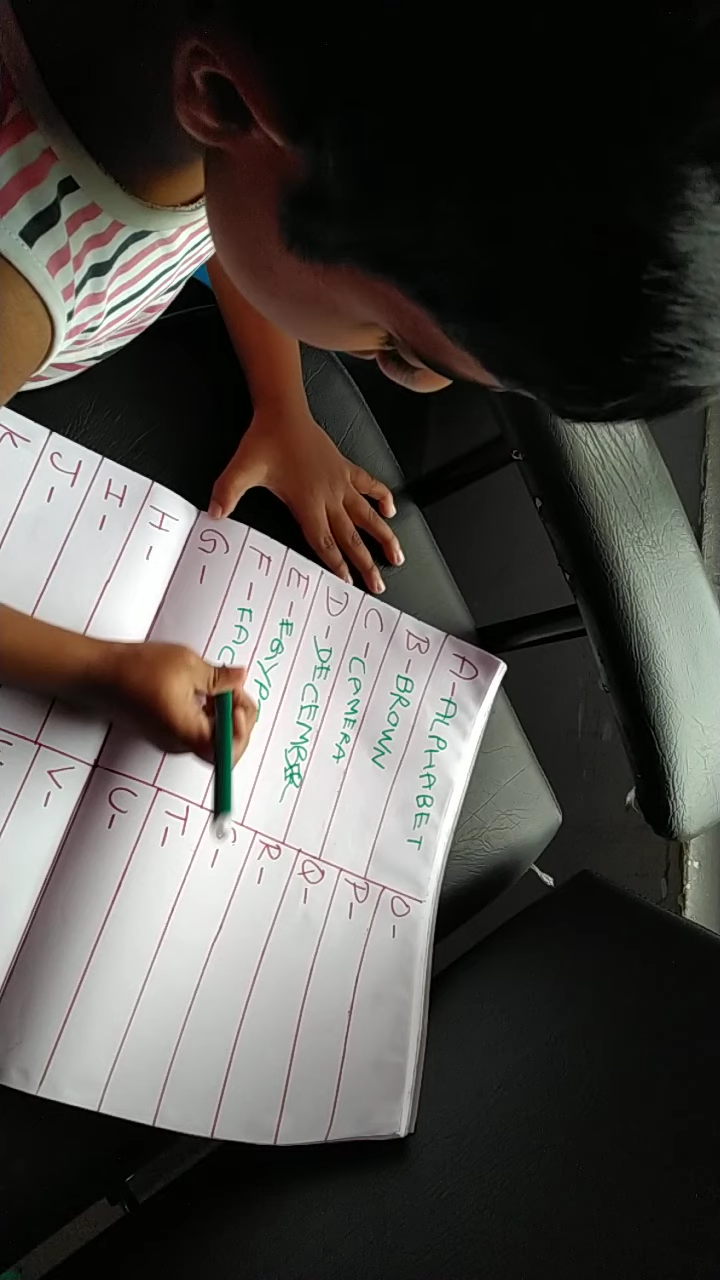 A - ALPHABET
B - BROWN
C - CAMERA
D - DECEMBER
E - EGYPT
F - FAC
G -
H -
I -
J -
K
O -
P -
Q -
R -
T -
U -
V -